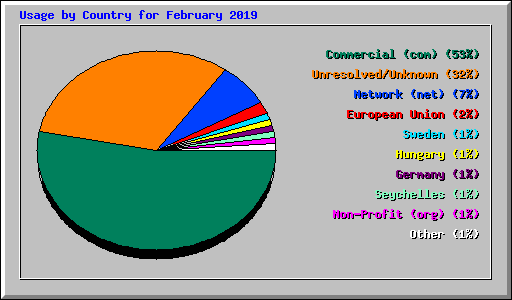 Usage by Country for February 2019
Commercial (com) (53%)
Unresolved/Unknown (32%)
Network (net) (7%)
European Union (2%)
Sweden (1%)
Hungary (1%)
Germany (1%)
Seychelles (1%)
Non-Profit (org) (1%)
Other (1%)